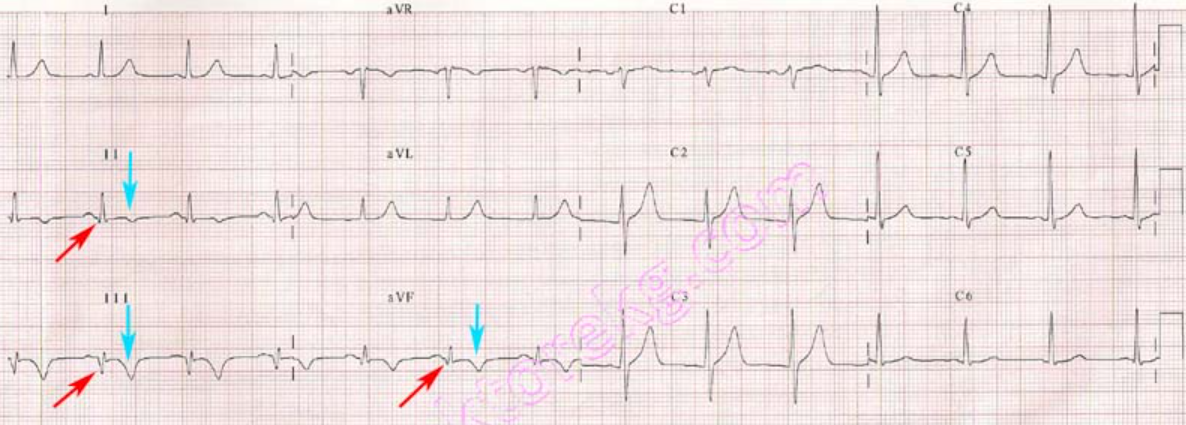 I aVR C1 C4
II aVL C2 C5
III aVF C3 C6